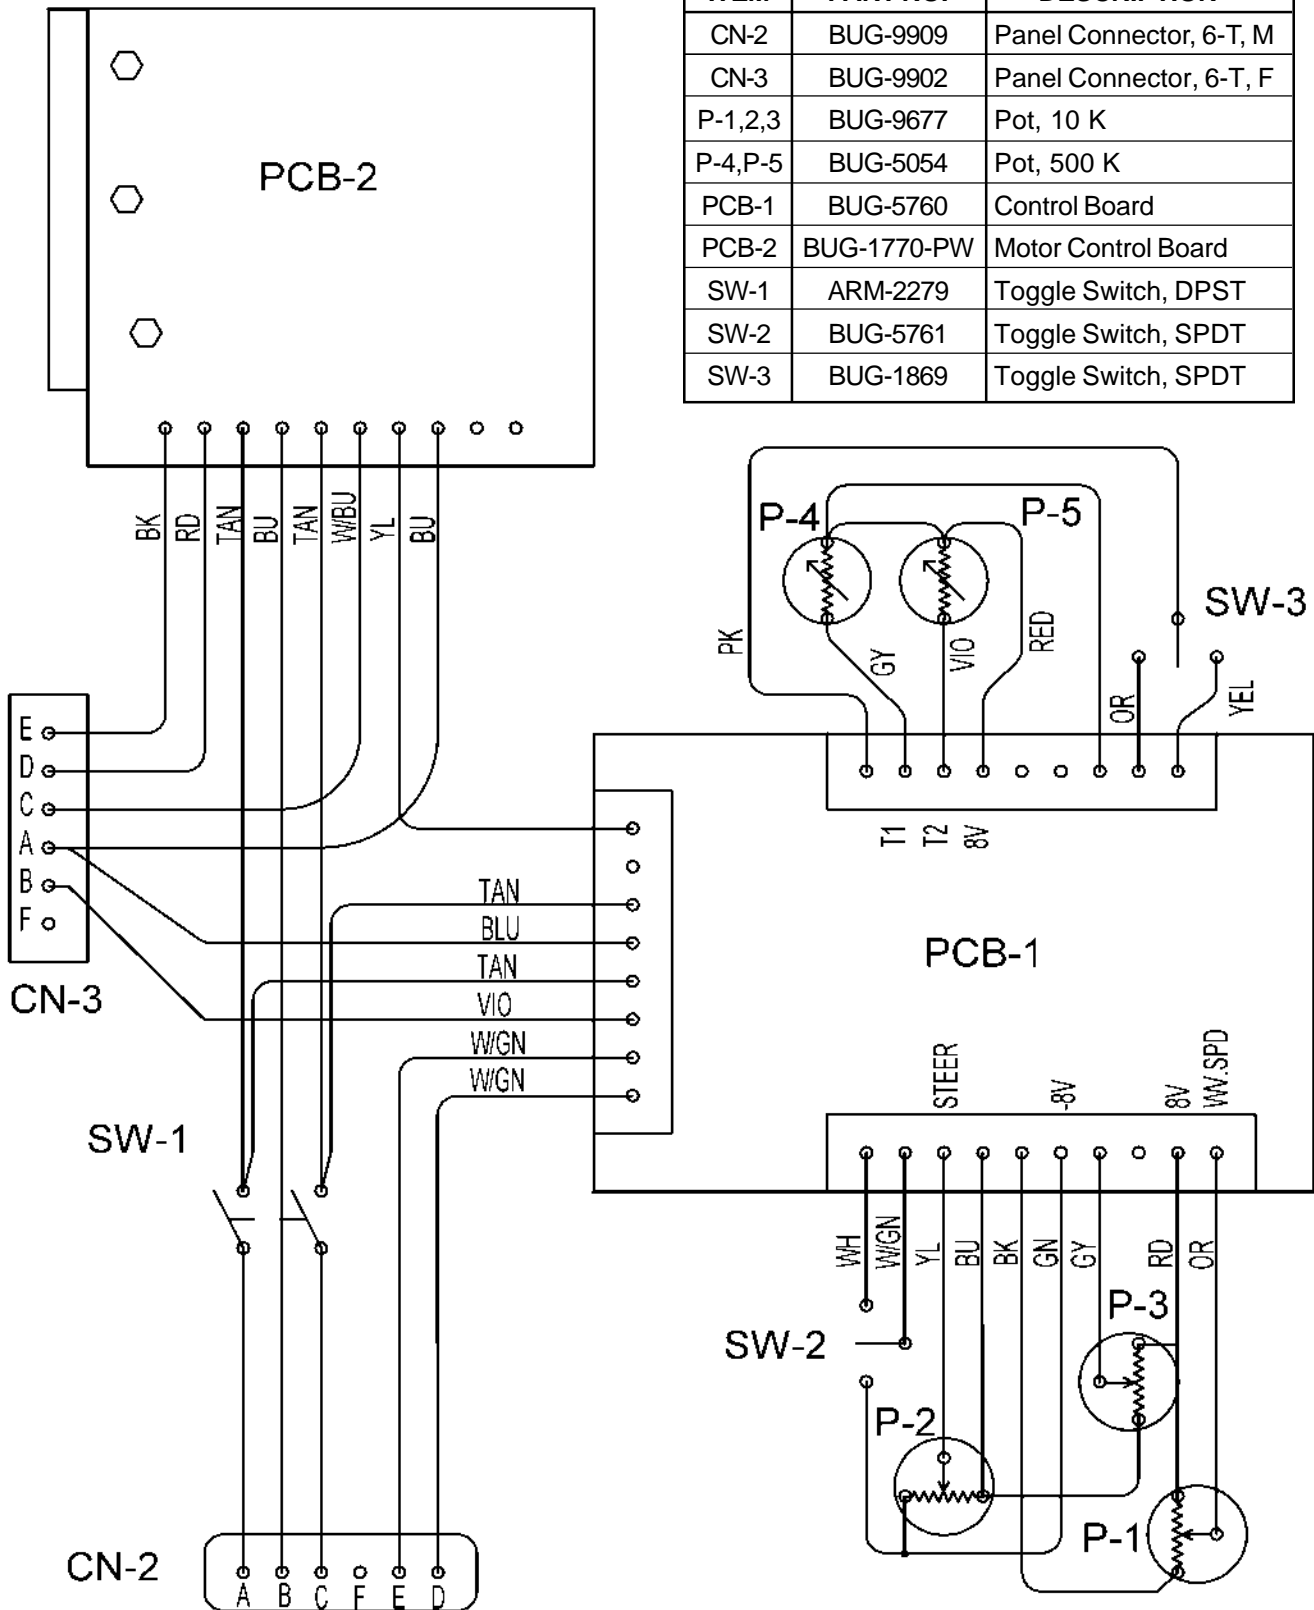 CN-2 BUG-9909 Panel Connector, 6-T, M
CN-3 BUG-9902 Panel Connector, 6-T, F
P-1,2,3 BUG-9677 Pot, 10 K
P-4,P-5 BUG-5054 Pot, 500 K
PCB-1 BUG-5760 Control Board
PCB-2 BUG-1770-PW Motor Control Board
SW-1 ARM-2279 Toggle Switch, DPST
SW-2 BUG-5761 Toggle Switch, SPDT
SW-3 BUG-1869 Toggle Switch, SPDT
PCB-2
BK RD TAN BU TAN W/BU YL BU
P-4 P-5
SW-3
PK GY VIO RED OR YEL
E
D
C
A
B
F
CN-3
T1 T2 8V
PCB-1
TAN
BLU
TAN
VIO
W/GN
W/GN
STEER -8V 8V WV.SPD
SW-1
WH W/GN YL BU BK GN GY RD OR
P-3
SW-2
P-2
P-1
CN-2
A B C F E D